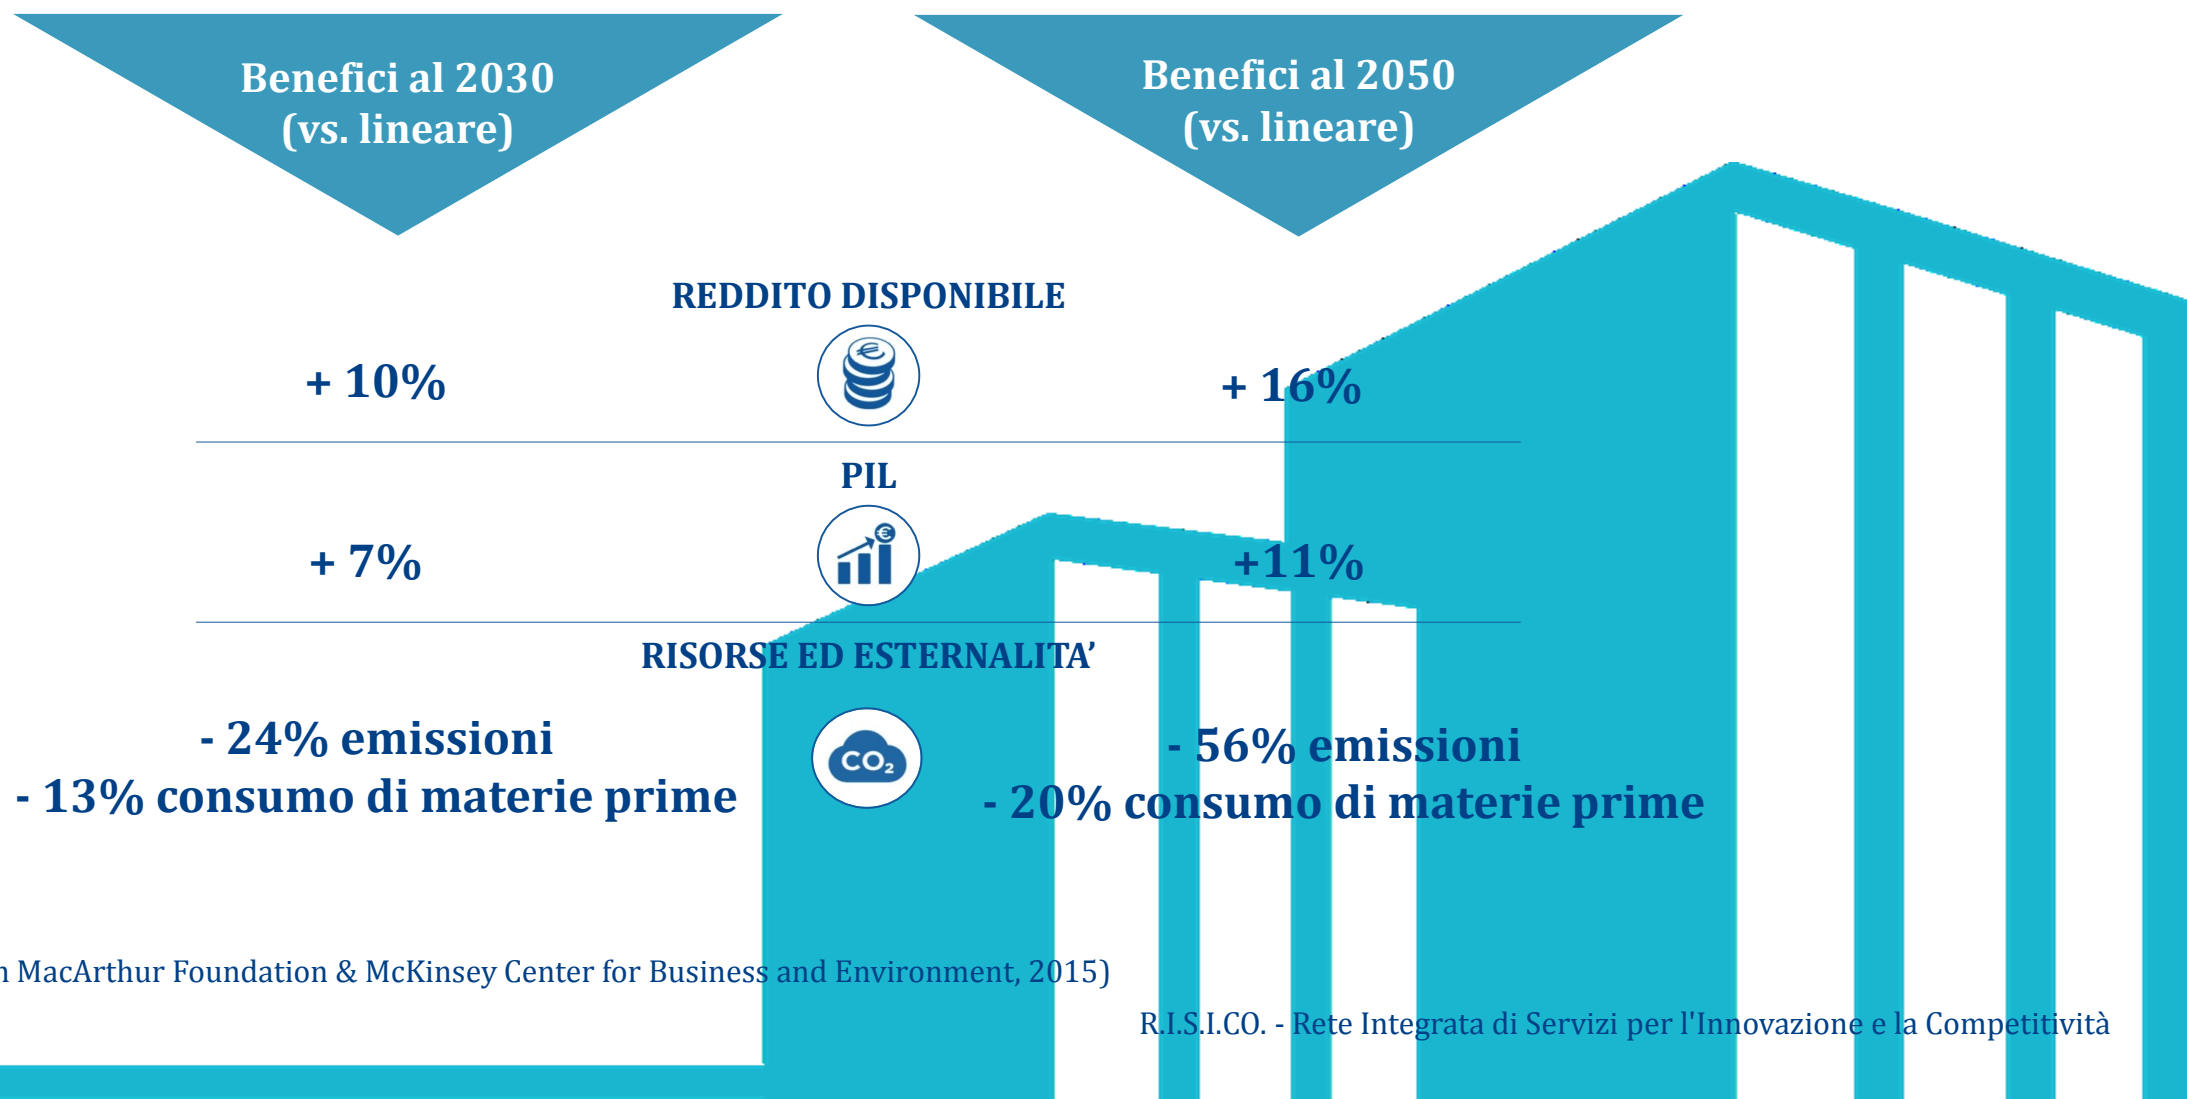 Benefici al 2030
(vs. lineare)
Benefici al 2050
(vs. lineare)
REDDITO DISPONIBILE
+ 10%
+ 16%
PIL
+ 7%
+11%
RISORSE ED ESTERNALITA’
- 24% emissioni
- 13% consumo di materie prime
CO₂
- 56% emissioni
- 20% consumo di materie prime
MacArthur Foundation & McKinsey Center for Business and Environment, 2015)
R.I.S.I.CO. - Rete Integrata di Servizi per l'Innovazione e la Competitività